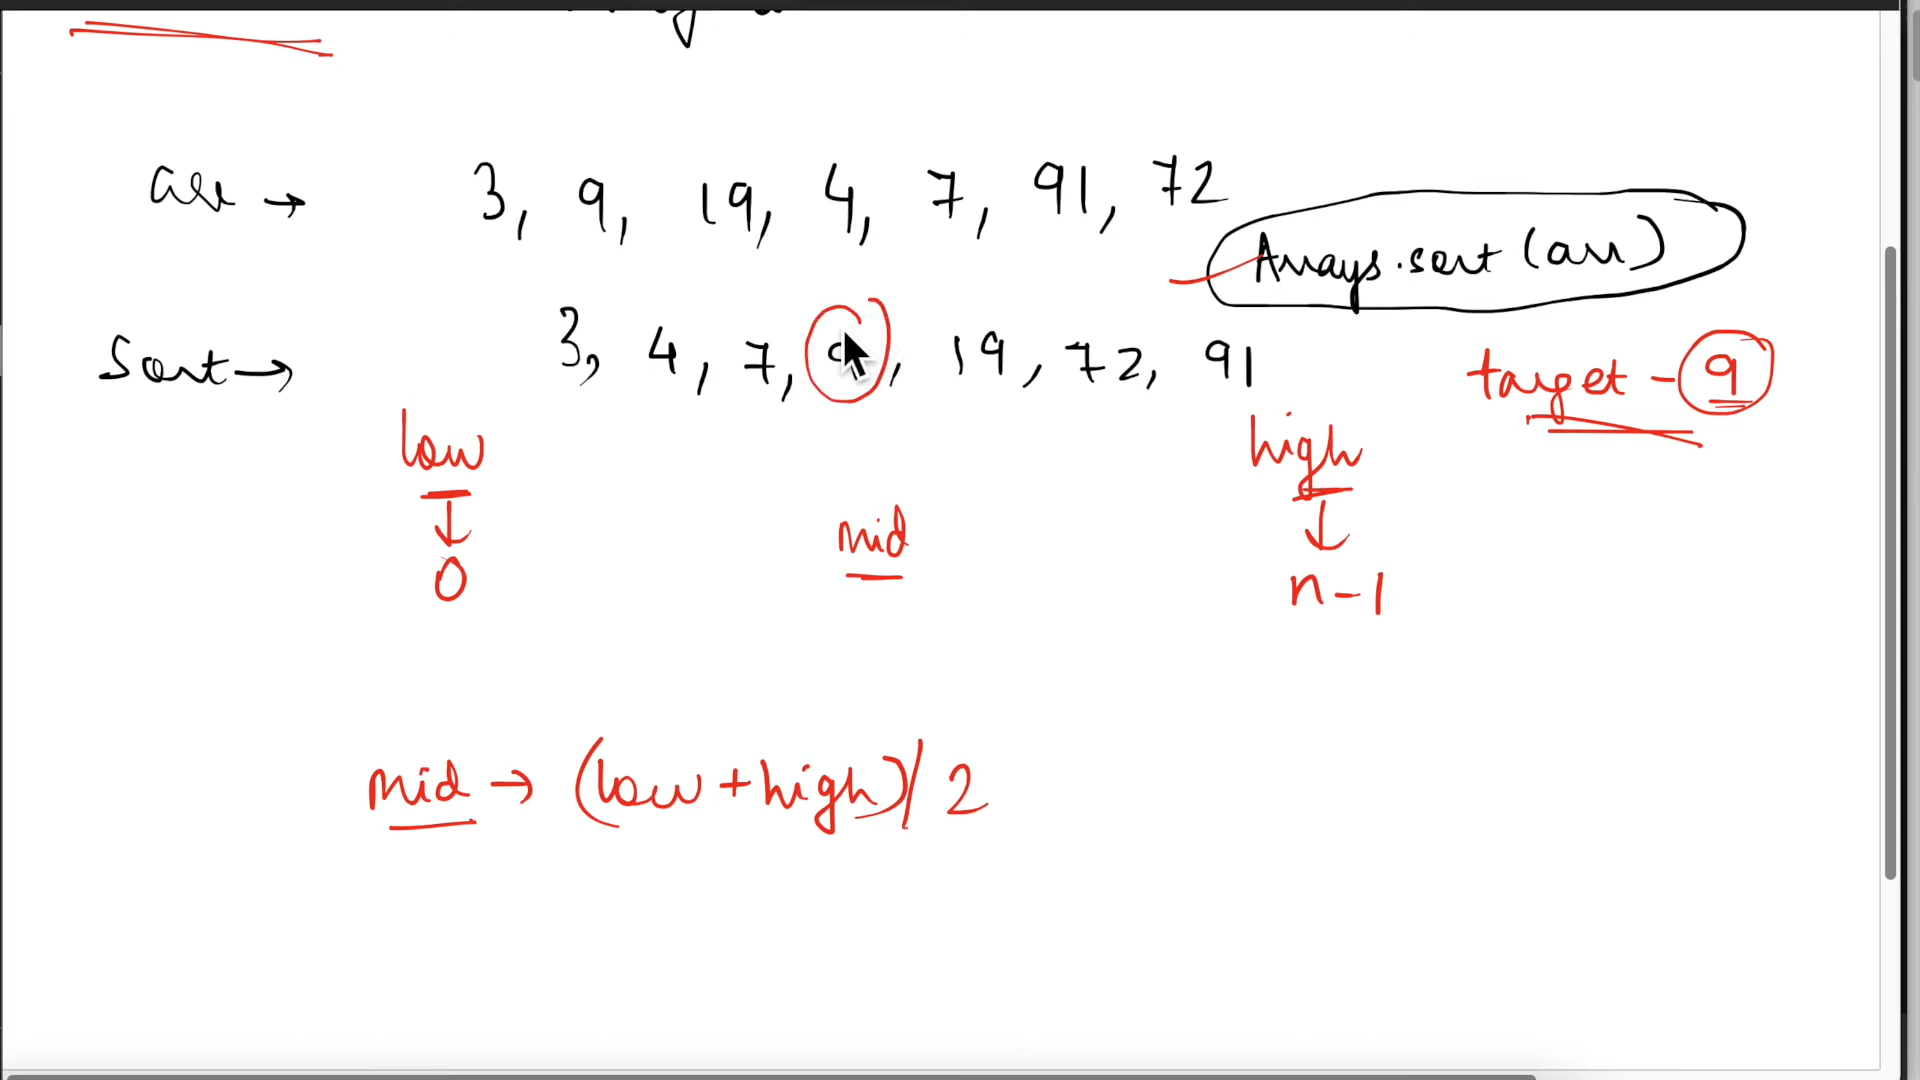 arr → 3, 9, 19, 4, 7, 91, 72
Arrays.sort (arr)
Sort → 3, 4, 7, 9, 19, 72, 91
target - 9
low high
mid
0 n-1
mid → (low + high) / 2